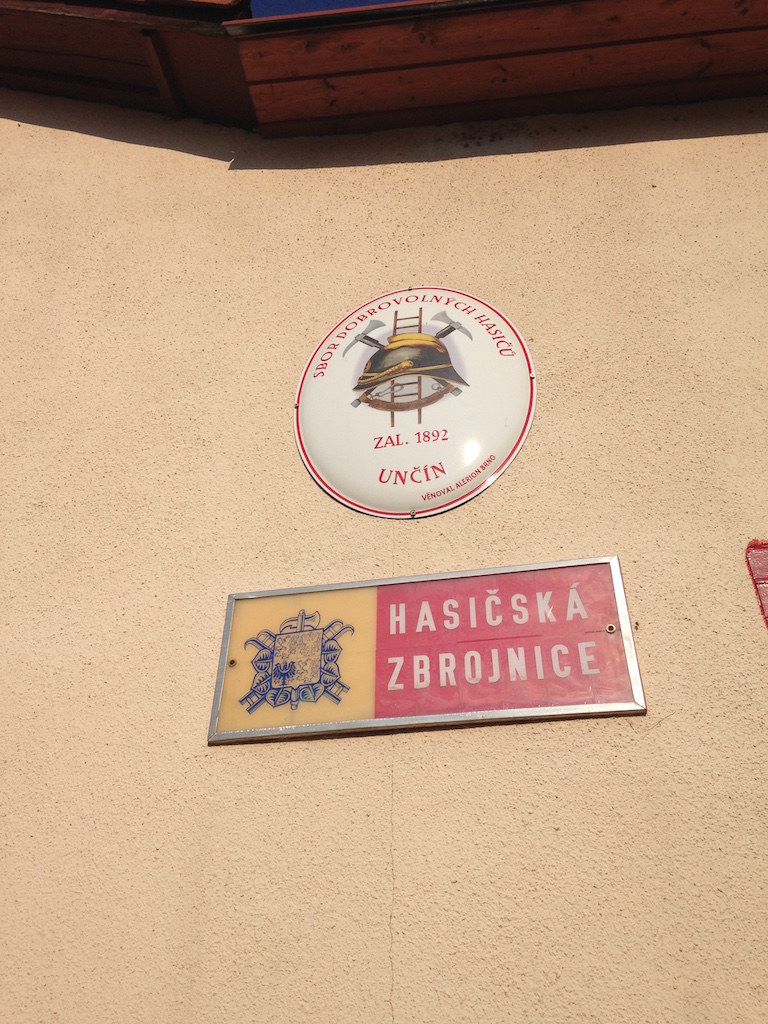 SBOR DOBROVOLNÝCH HASIČŮ
ZAL. 1892
UNČÍN
VĚNOVAL ALERION BRNO
HASIČSKÁ
ZBROJNICE